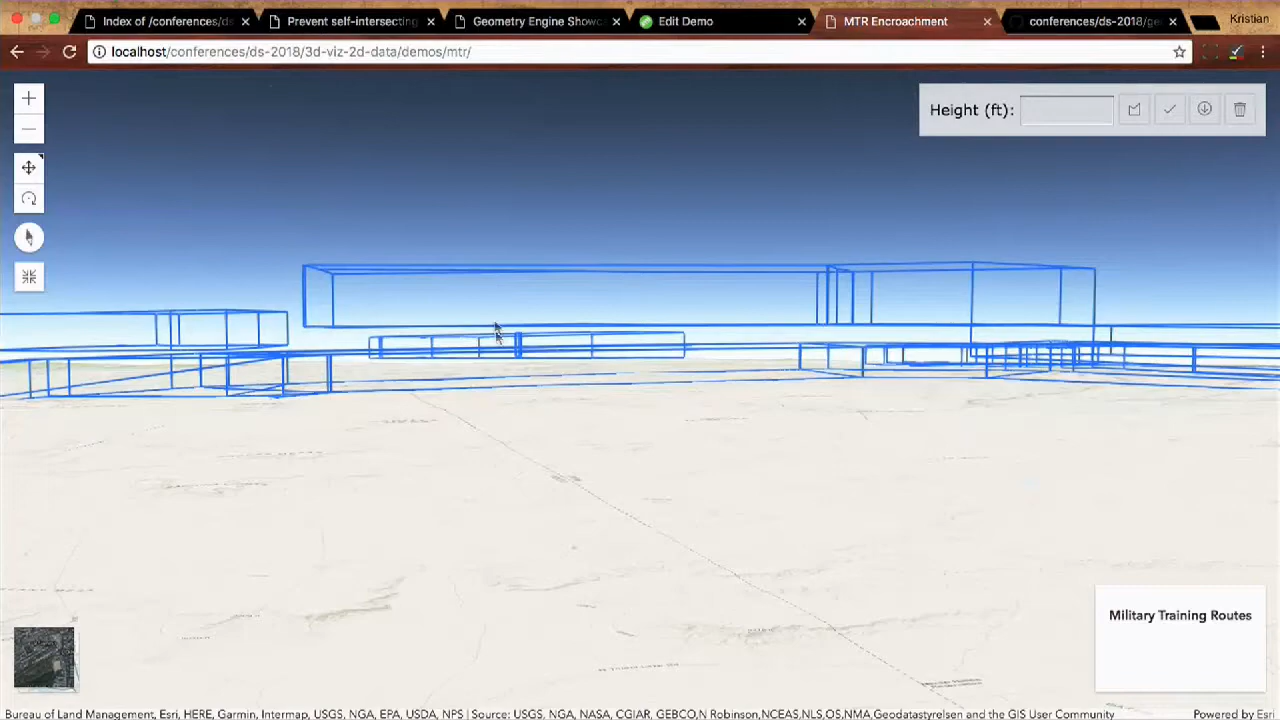 Index of /conferences/ds
Prevent self-intersecting
Geometry Engine Showc
Edit Demo
MTR Encroachment
conferences/ds-2018/ge
Kristian
localhost/conferences/ds-2018/3d-viz-2d-data/demos/mtr/
Height (ft):
Military Training Routes
Bureau of Land Management, Esri, HERE, Garmin, Intermap, USGS, NGA, EPA, USDA, NPS | Source: USGS, NGA, NASA, CGIAR, GEBCO,N Robinson,NCEAS,NLS,OS,NMA,Geodatastyrelsen and the GIS User Community
Powered by Esri